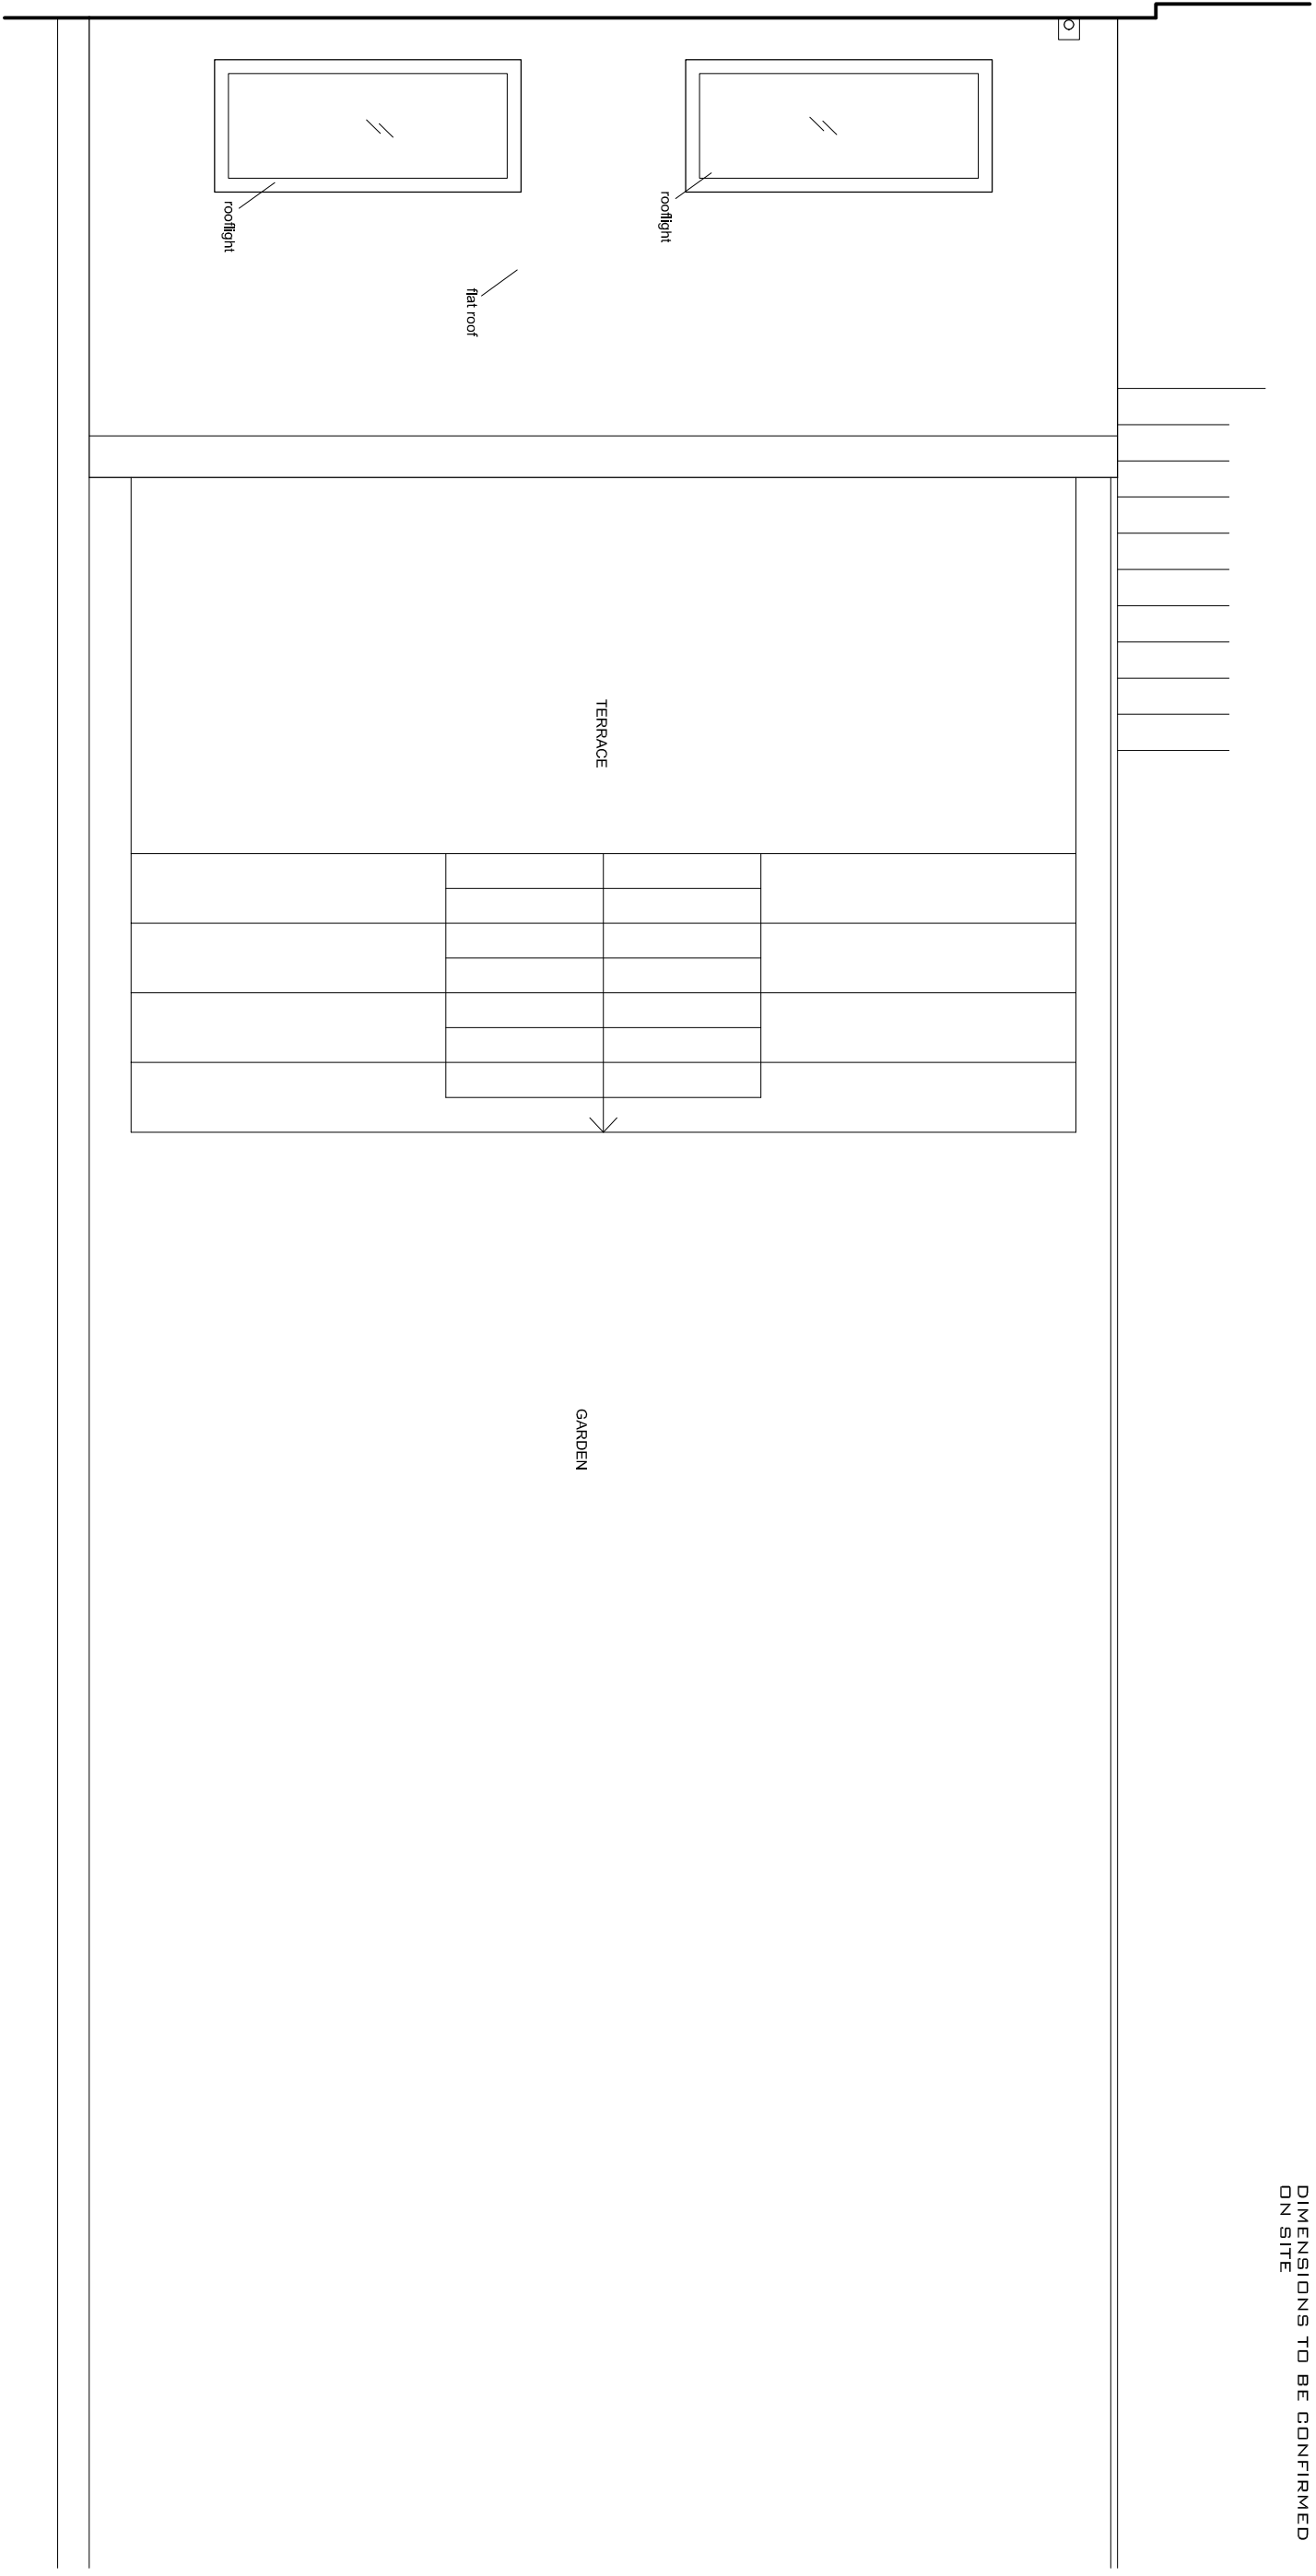 rooflight
rooflight
flat roof
TERRACE
GARDEN
DIMENSIONS TO BE CONFIRMED
ON SITE